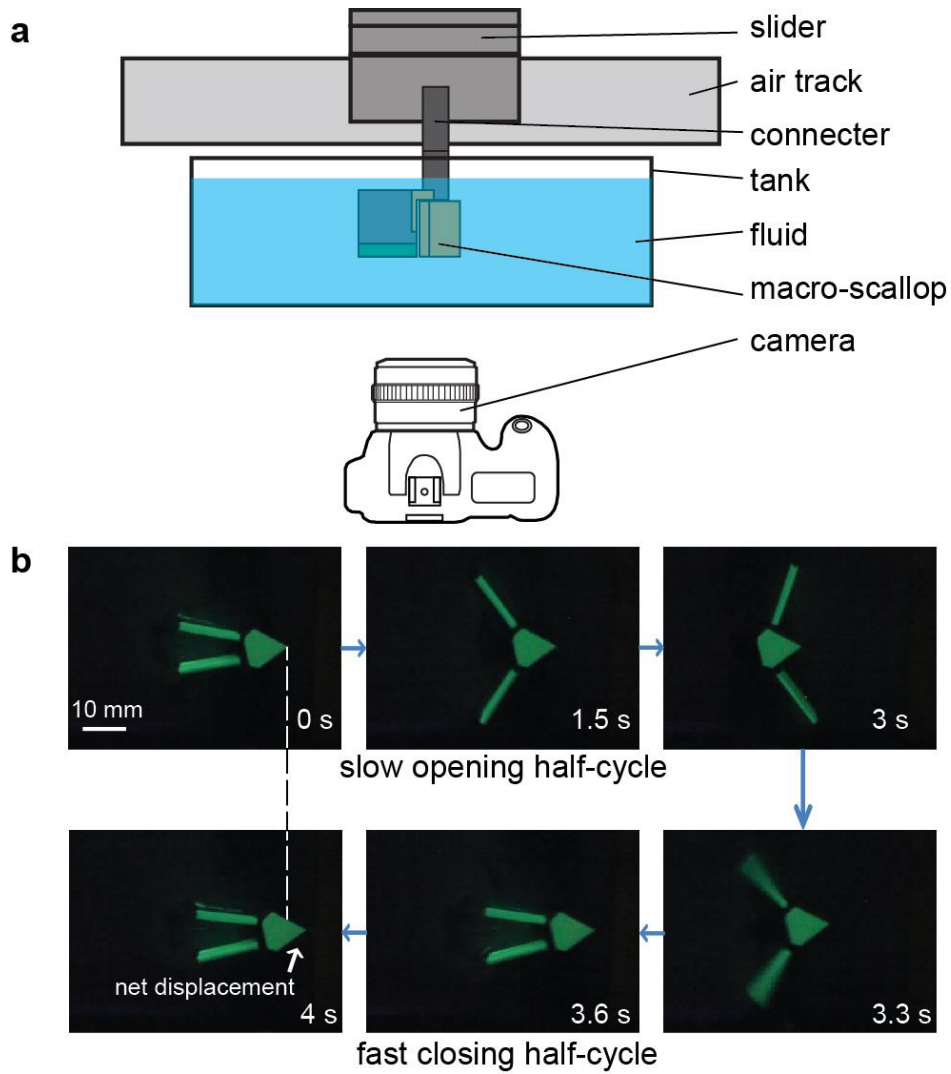 a
slider
air track
connecter
tank
fluid
macro-scallop
camera
b
10 mm
0 s
1.5 s
3 s
slow opening half-cycle
net displacement
4 s
3.6 s
3.3 s
fast closing half-cycle